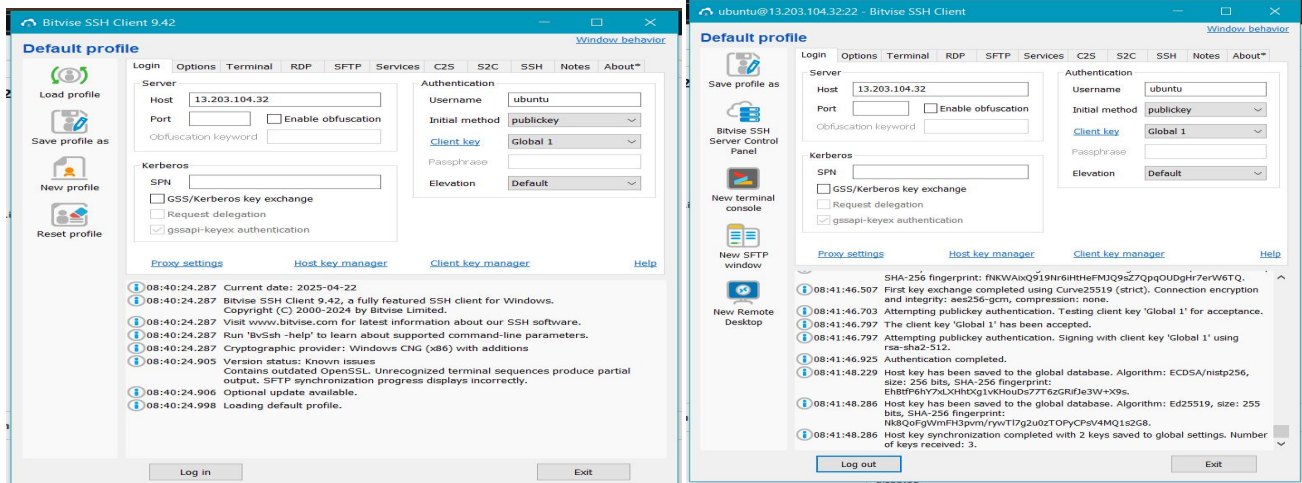 Bitvise SSH Client 9.42
Default profile
Window behavior
Load profile
Save profile as
New profile
Reset profile
Login Options Terminal RDP SFTP Services C2S S2C SSH Notes About*
Server
Host 13.203.104.32
Port Enable obfuscation
Obfuscation keyword
Kerberos
SPN
GSS/Kerberos key exchange
Request delegation
gssapi-keyex authentication
Authentication
Username ubuntu
Initial method publickey
Client key Global 1
Passphrase
Elevation Default
Proxy settings Host key manager Client key manager Help
08:40:24.287 Current date: 2025-04-22
08:40:24.287 Bitvise SSH Client 9.42, a fully featured SSH client for Windows.
Copyright (C) 2000-2024 by Bitvise Limited.
08:40:24.287 Visit www.bitvise.com for latest information about our SSH software.
08:40:24.287 Run 'BvSsh -help' to learn about supported command-line parameters.
08:40:24.287 Cryptographic provider: Windows CNG (x86) with additions
08:40:24.905 Version status: Known issues
Contains outdated OpenSSL. Unrecognized terminal sequences produce partial
output. SFTP synchronization progress displays incorrectly.
08:40:24.906 Optional update available.
08:40:24.998 Loading default profile.
Log in Exit
ubuntu@13.203.104.32:22 - Bitvise SSH Client
Default profile
Window behavior
Save profile as
Bitvise SSH
Server Control
Panel
New terminal
console
New SFTP
window
New Remote
Desktop
Login Options Terminal RDP SFTP Services C2S S2C SSH Notes About*
Server
Host 13.203.104.32
Port Enable obfuscation
Obfuscation keyword
Kerberos
SPN
GSS/Kerberos key exchange
Request delegation
gssapi-keyex authentication
Authentication
Username ubuntu
Initial method publickey
Client key Global 1
Passphrase
Elevation Default
Proxy settings Host key manager Client key manager Help
SHA-256 fingerprint:
08:41:46.507 First key exchange completed using Curve25519 (strict). Connection encryption
and integrity: aes256-gcm, compression: none.
08:41:46.703 Attempting publickey authentication. Testing client key 'Global 1' for acceptance.
08:41:46.797 The client key 'Global 1' has been accepted.
08:41:46.797 Attempting publickey authentication. Signing with client key 'Global 1' using
rsa-sha2-512.
08:41:46.925 Authentication completed.
08:41:48.229 Host key has been saved to the global database. Algorithm: ECDSA/nistp256,
size: 256 bits, SHA-256 fingerprint:
08:41:48.286 Host key has been saved to the global database. Algorithm: Ed25519, size: 255
bits, SHA-256 fingerprint:
08:41:48.286 Host key synchronization completed with 2 keys saved to global settings. Number
of keys received: 3.
Log out Exit